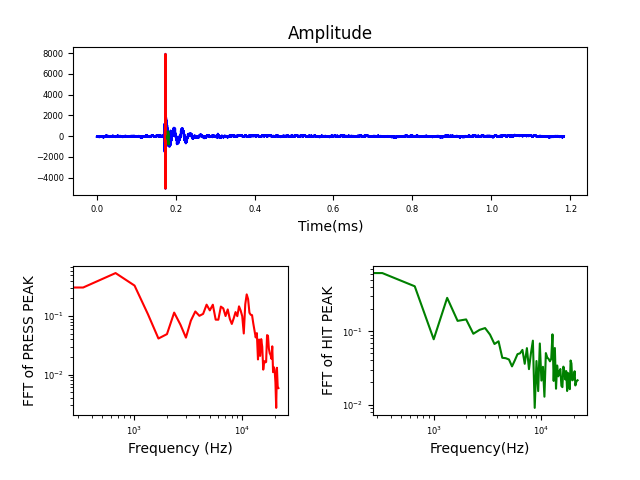 Amplitude
8000
6000
4000
2000
0
−2000
−4000
0.0 0.2 0.4 0.6 0.8 1.0 1.2
Time(ms)
FFT of PRESS PEAK
10⁻¹
10⁻²
10³ 10⁴
Frequency (Hz)
FFT of HIT PEAK
10⁻¹
10⁻²
10³ 10⁴
Frequency(Hz)